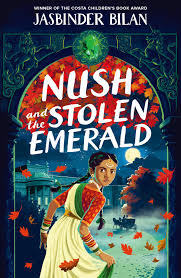 WINNER OF THE COSTA CHILDREN'S BOOK AWARD
JASBINDER BILAN
NUSH
and the
STOLEN
EMERALD